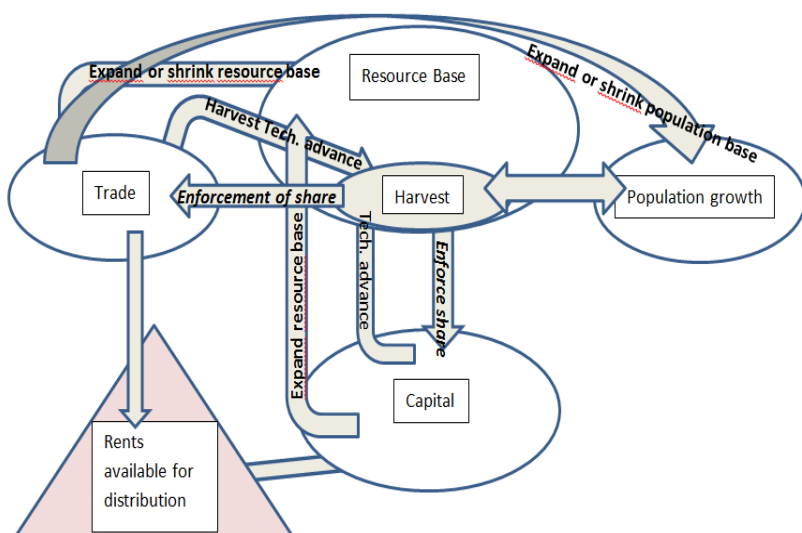 Expand or shrink resource base
Resource Base
Expand or shrink population base
Harvest Tech. advance
Trade
Enforcement of share
Harvest
Population growth
Tech. advance
Enforce share
Expand resource base
Capital
Rents
available for
distribution